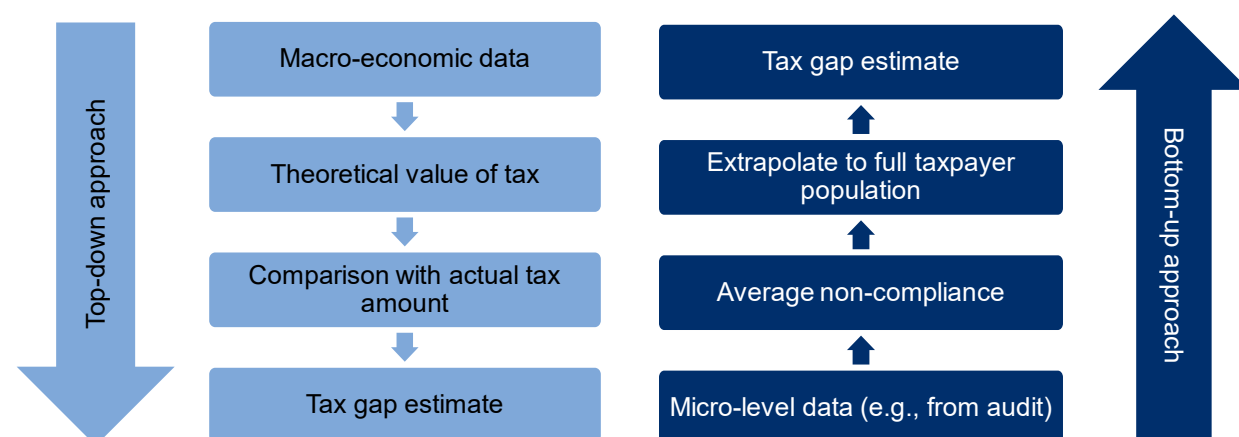 Top-down approach
Macro-economic data
Theoretical value of tax
Comparison with actual tax
amount
Tax gap estimate
Tax gap estimate
Extrapolate to full taxpayer
population
Average non-compliance
Micro-level data (e.g., from audit)
Bottom-up approach